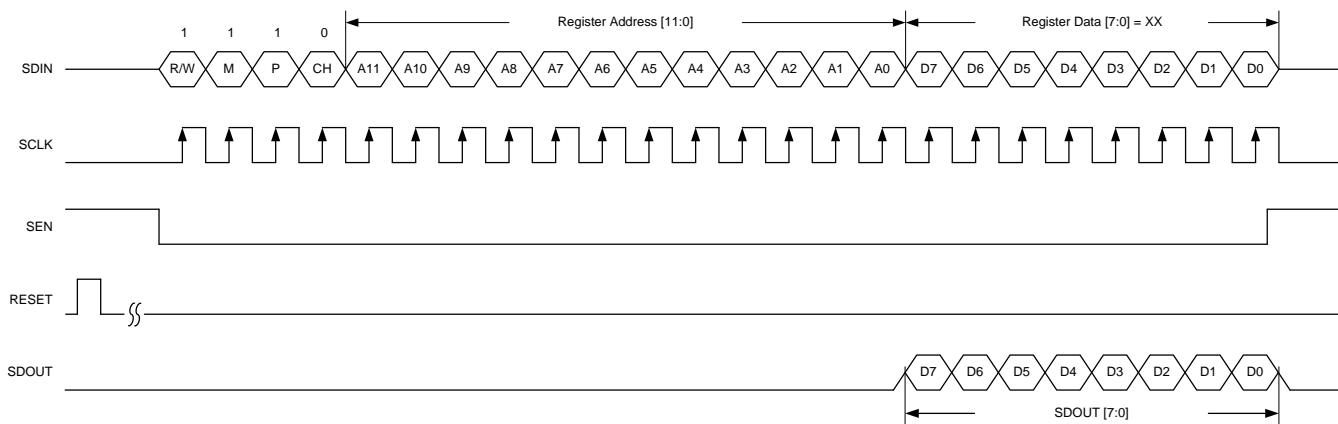 Register Address [11:0] Register Data [7:0] = XX
1 1 1 0
SDIN R/W M P CH A11 A10 A9 A8 A7 A6 A5 A4 A3 A2 A1 A0 D7 D6 D5 D4 D3 D2 D1 D0
SCLK
SEN
RESET
SDOUT D7 D6 D5 D4 D3 D2 D1 D0
SDOUT [7:0]